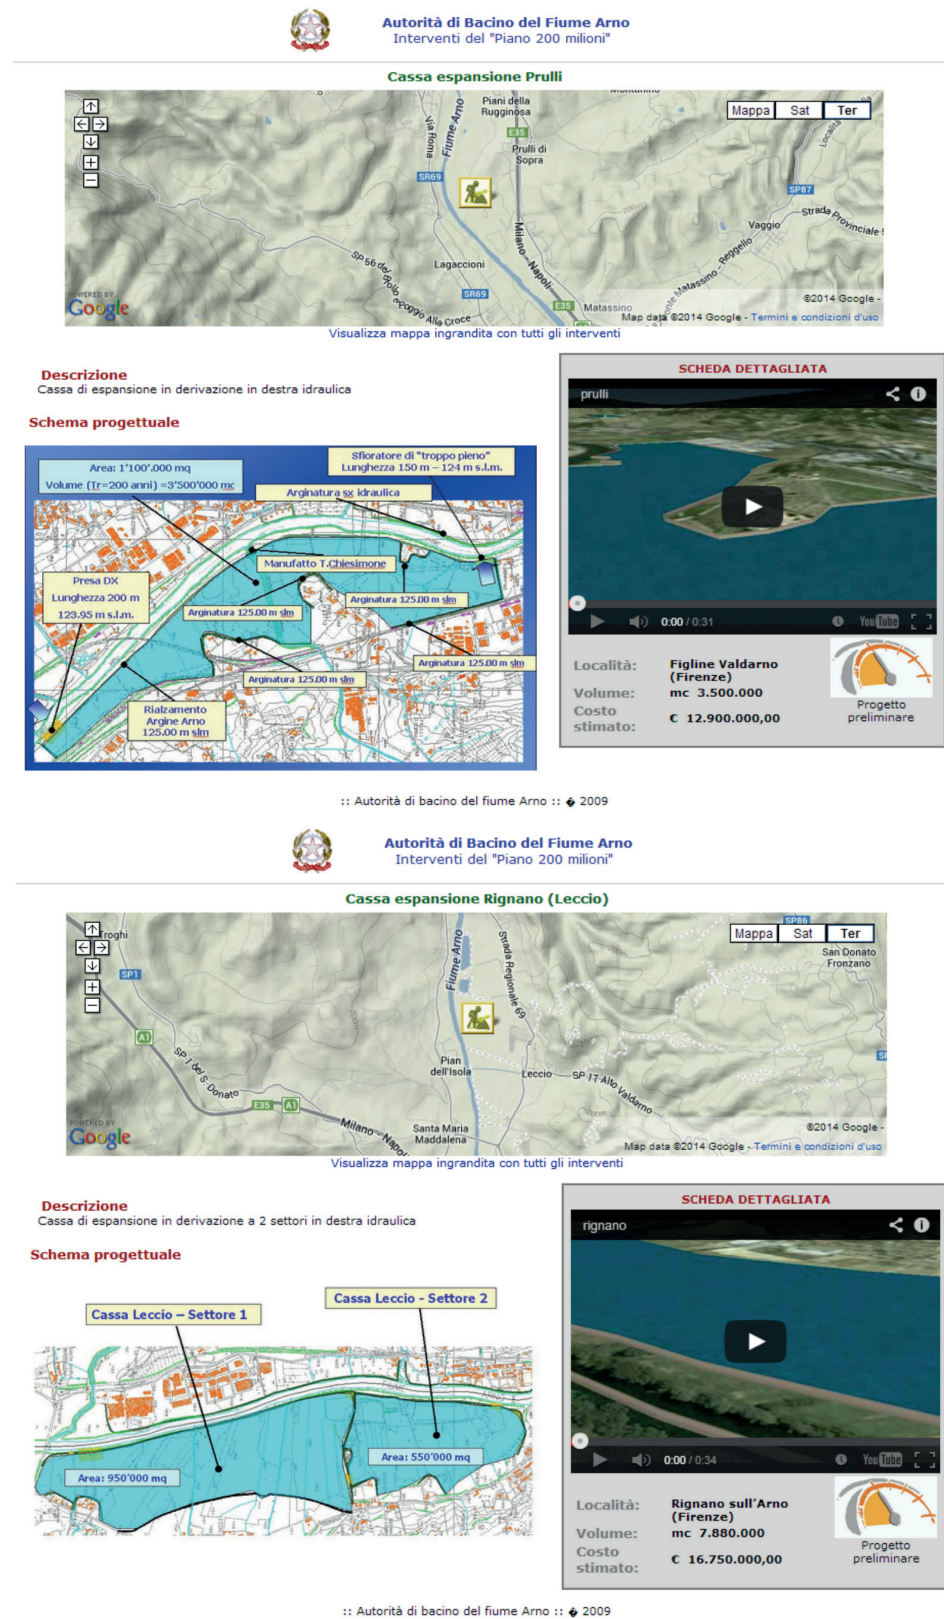 Autorità di Bacino del Fiume Arno
Interventi del "Piano 200 milioni"
Cassa espansione Prulli
Piani della
Rugginosa
Mappa
Sat
Ter
Fiume Arno
Via Roma
E35
Prulli di
Sopra
SR69
SP87
200m
Vaggio
Strada Provinciale
Lagaccioni
Milano - Napoli
SR69
E35
Matassino
©2014 Google -
POWERED BY
Google
Map data ©2014 Google - Termini e condizioni d'uso
Visualizza mappa ingrandita con tutti gli interventi
Descrizione
Cassa di espansione in derivazione in destra idraulica
Schema progettuale
Area: 1'100'.000 mq
Volume (Tr=200 anni) =3'500'000 mc
Sfioratore di "troppo pieno"
Lunghezza 150 m – 124 m s.l.m.
Arginatura sx idraulica
Manufatto T.Chiesimone
Presa DX
Lunghezza 200 m
123.95 m s.l.m.
Arginatura 125.00 m slm
Arginatura 125.00 m slm
Arginatura 125.00 m slm
Arginatura 125.00 m slm
Rialzamento
Argine Arno
125.00 m slm
SCHEDA DETTAGLIATA
prulli
0:00 / 0:31
YouTube
Località:
Figline Valdarno
(Firenze)
Volume:
mc 3.500.000
Costo
stimato:
€ 12.900.000,00
Progetto
preliminare
:: Autorità di bacino del fiume Arno :: � 2009
Autorità di Bacino del Fiume Arno
Interventi del "Piano 200 milioni"
Cassa espansione Rignano (Leccio)
Troghi
SP86
Mappa
Sat
Ter
San Donato
Fronzano
Fiume Arno
Strada Regionale 69
SP1
A1
SP 1 del S. Donato
Pian
dell'Isola
Leccio
SP 17 Alto Valdarno
E35
A1
Milano - Napoli
Santa Maria
Maddalena
©2014 Google -
POWERED BY
Google
Map data ©2014 Google - Termini e condizioni d'uso
Visualizza mappa ingrandita con tutti gli interventi
Descrizione
Cassa di espansione in derivazione a 2 settori in destra idraulica
Schema progettuale
Cassa Leccio – Settore 1
Cassa Leccio - Settore 2
Area: 950'000 mq
Area: 550'000 mq
SCHEDA DETTAGLIATA
rignano
0:00 / 0:34
YouTube
Località:
Rignano sull'Arno
(Firenze)
Volume:
mc 7.880.000
Costo
stimato:
€ 16.750.000,00
Progetto
preliminare
:: Autorità di bacino del fiume Arno :: � 2009